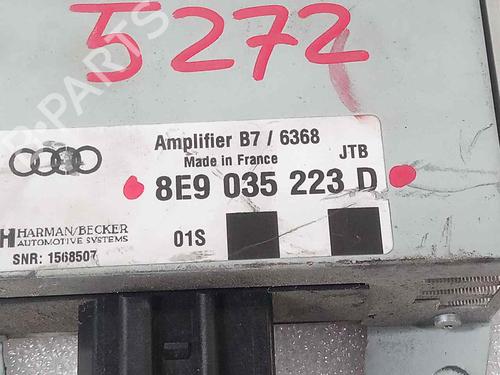 5272
Amplifier B7 / 6368
Made in France
JTB
8E9 035 223 D
HARMAN/BECKER
AUTOMOTIVE SYSTEMS
01S
SNR: 1568507